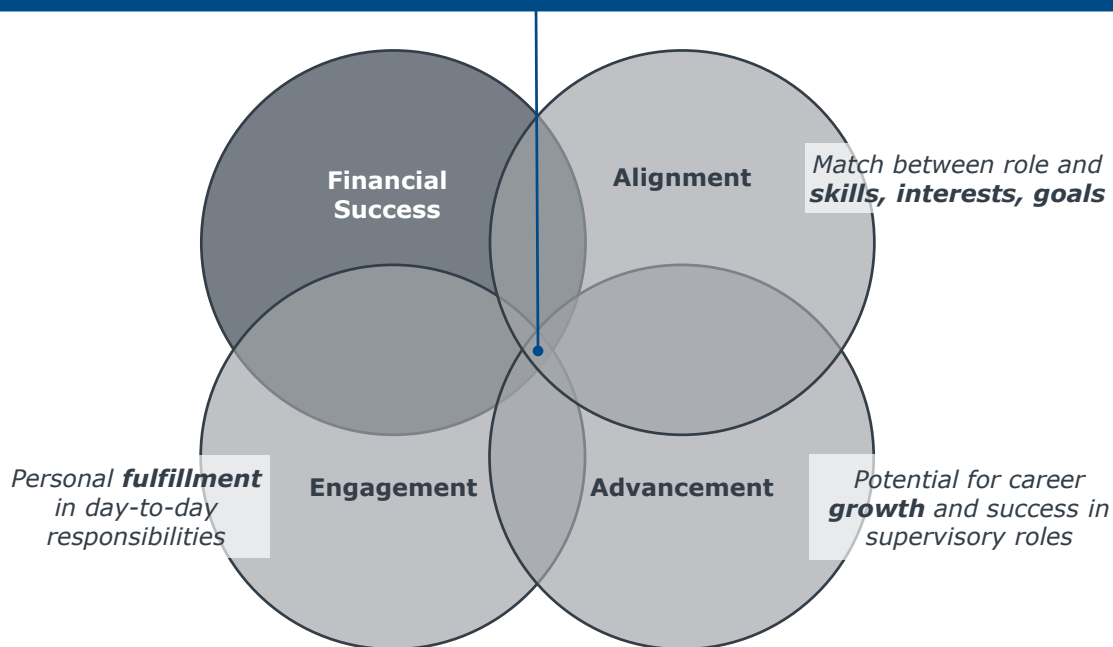 Financial
Success
Alignment
Match between role and
skills, interests, goals
Personal fulfillment
in day-to-day
responsibilities
Engagement
Advancement
Potential for career
growth and success in
supervisory roles